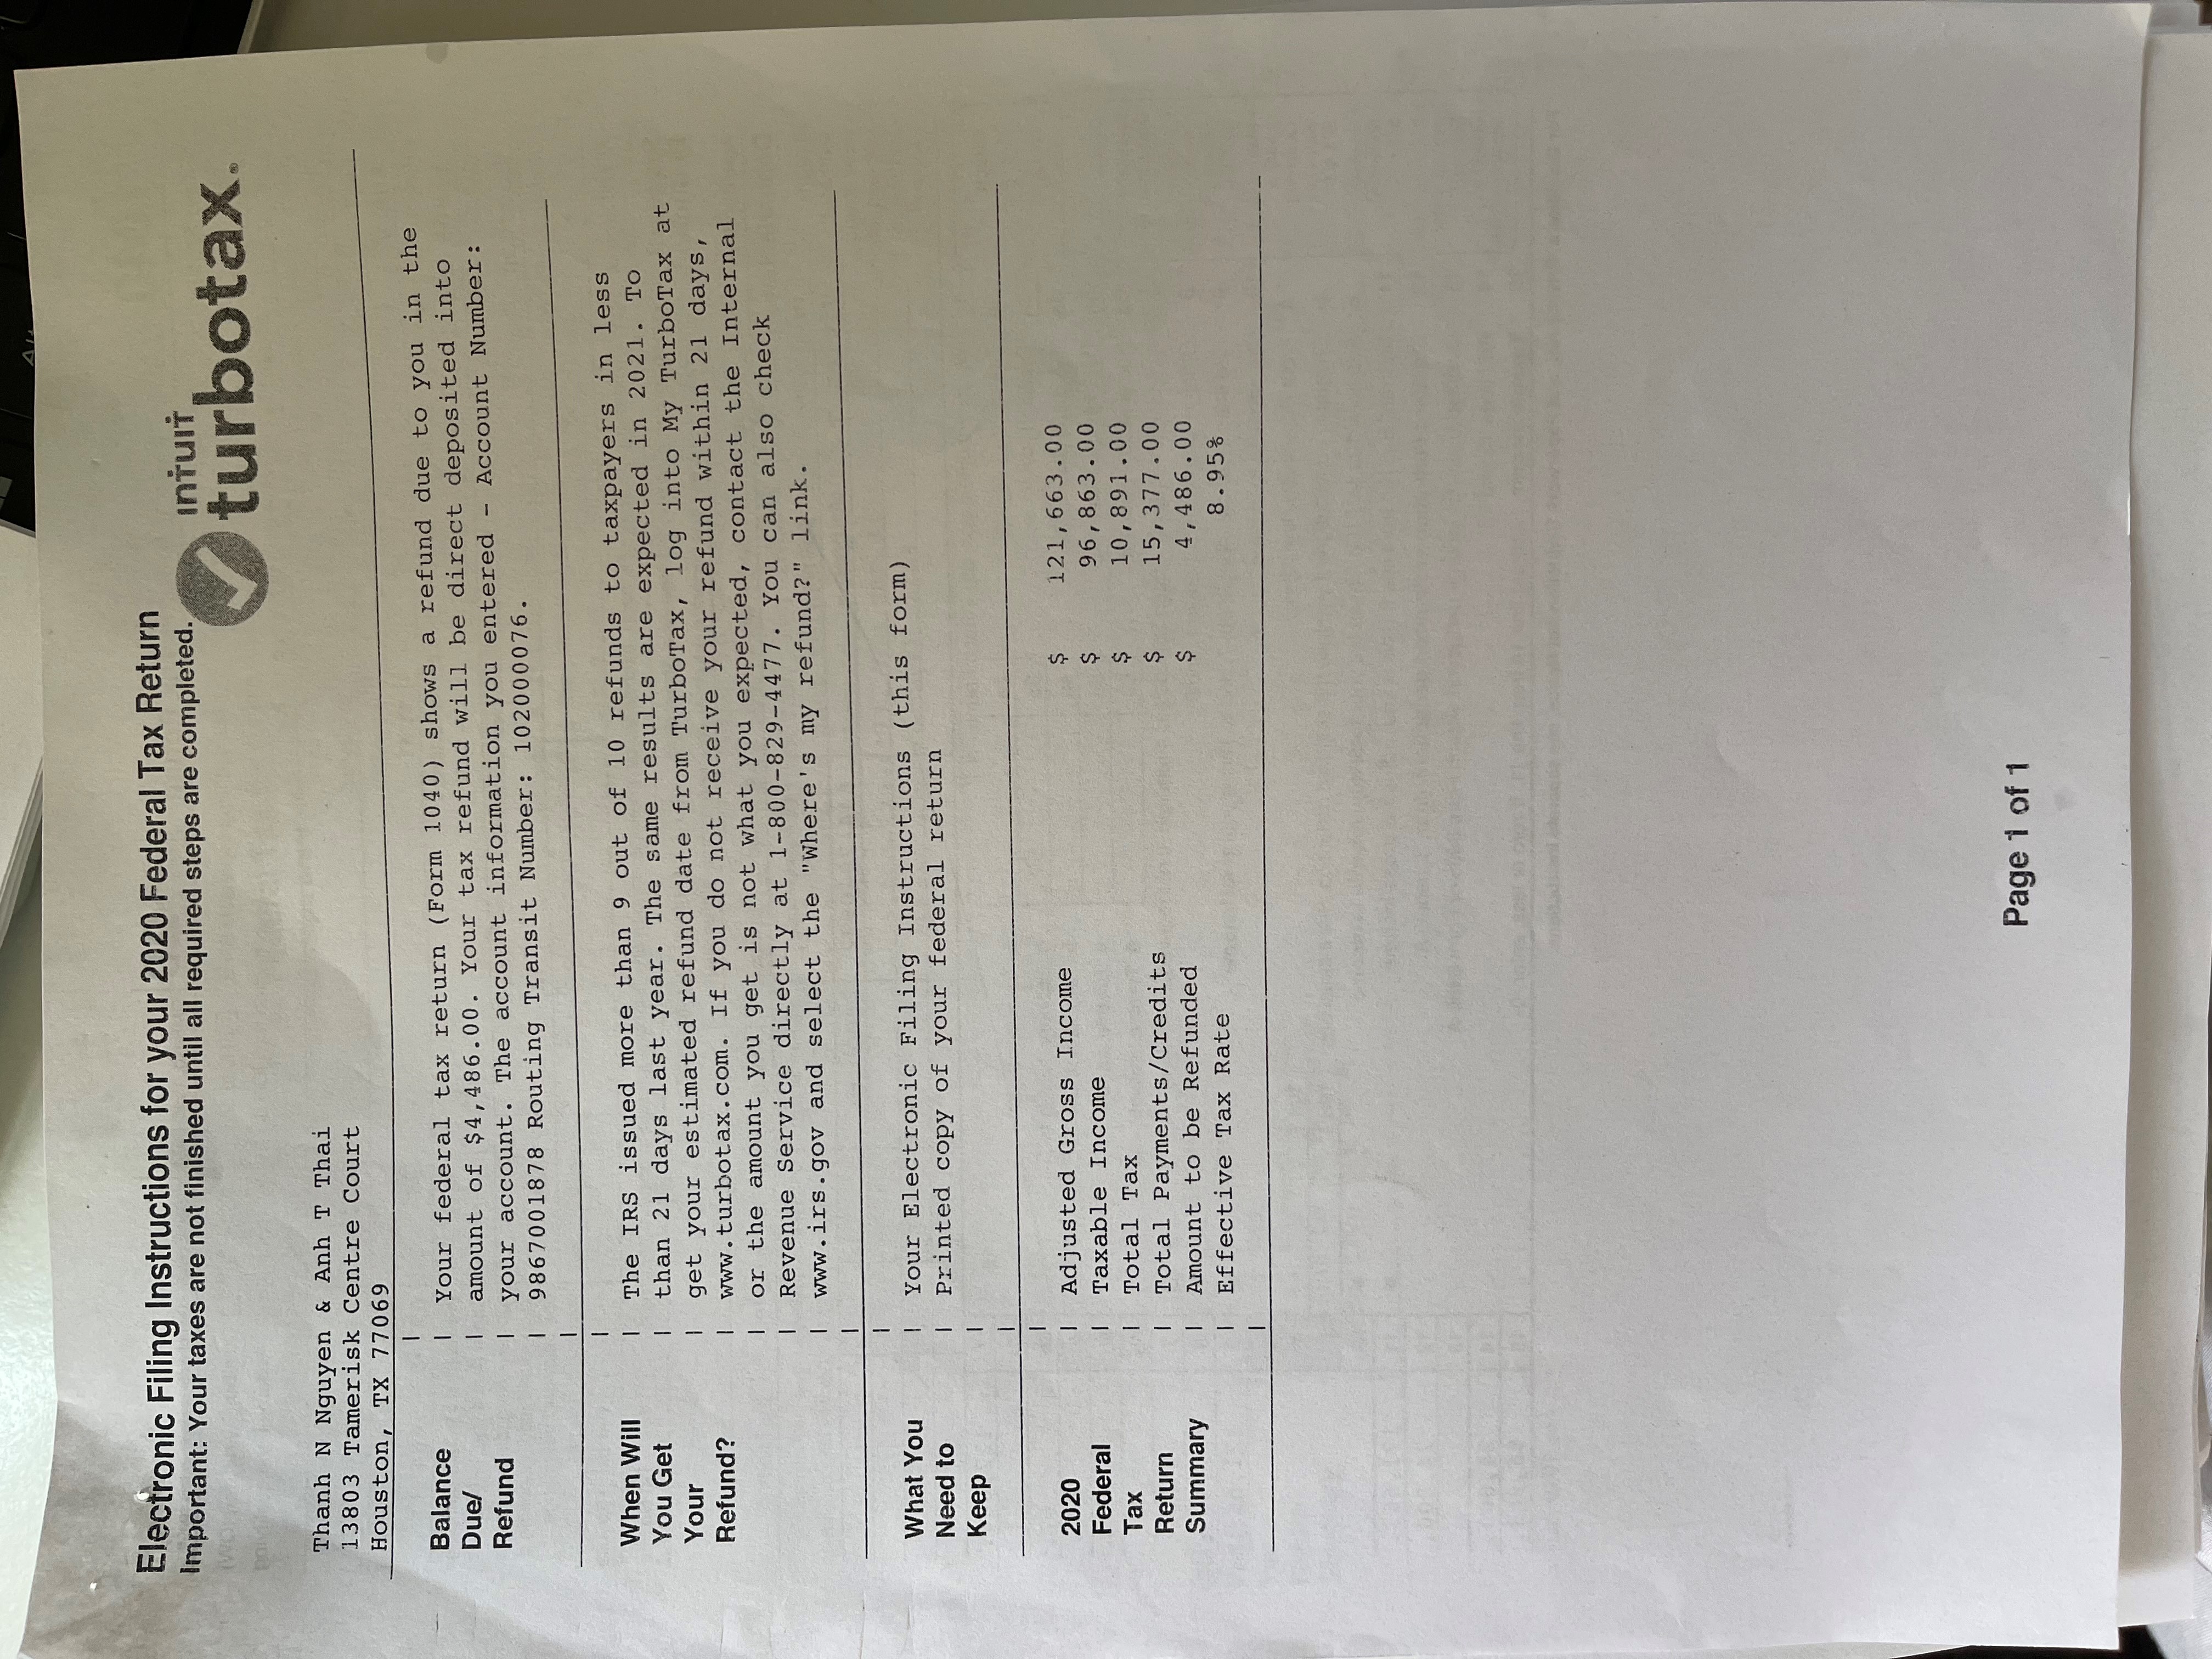 Electronic Filing Instructions for your 2020 Federal Tax Return
Important: Your taxes are not finished until all required steps are completed.
intuit
turbotax.
Thanh N Nguyen & Anh T Thai
13803 Tamerisk Centre Court
Houston, TX 77069
Balance
Due/
Refund
Your federal tax return (Form 1040) shows a refund due to you in the
amount of $4,486.00. Your tax refund will be direct deposited into
your account. The account information you entered - Account Number:
9867001878 Routing Transit Number: 102000076.
When Will
You Get
Your
Refund?
The IRS issued more than 9 out of 10 refunds to taxpayers in less
than 21 days last year. The same results are expected in 2021. To
get your estimated refund date from TurboTax, log into My TurboTax at
www.turbotax.com. If you do not receive your refund within 21 days,
or the amount you get is not what you expected, contact the Internal
Revenue Service directly at 1-800-829-4477. You can also check
www.irs.gov and select the "Where's my refund?" link.
What You
Need to
Keep
Your Electronic Filing Instructions (this form)
Printed copy of your federal return
2020
Federal
Tax
Return
Summary
Adjusted Gross Income $ 121,663.00
Taxable Income $ 96,863.00
Total Tax $ 10,891.00
Total Payments/Credits $ 15,377.00
Amount to be Refunded $ 4,486.00
Effective Tax Rate 8.95%
Page 1 of 1
Alt